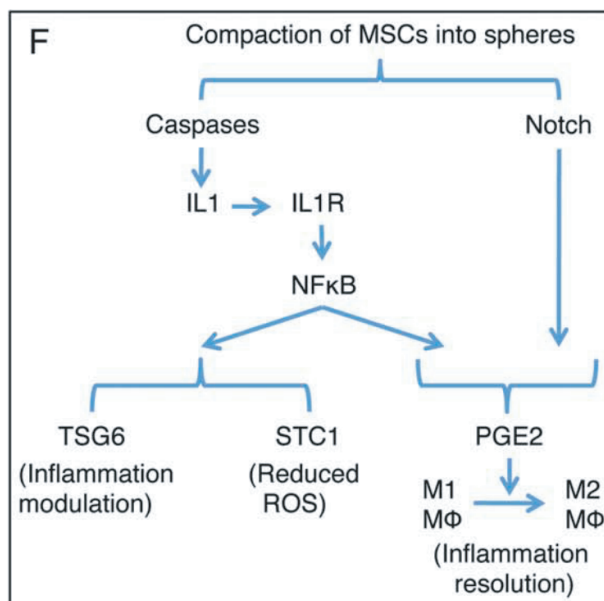 F
Compaction of MSCs into spheres
Caspases
Notch
IL1
IL1R
NFκB
TSG6
(Inflammation
modulation)
STC1
(Reduced
ROS)
PGE2
M1
MΦ
M2
MΦ
(Inflammation
resolution)